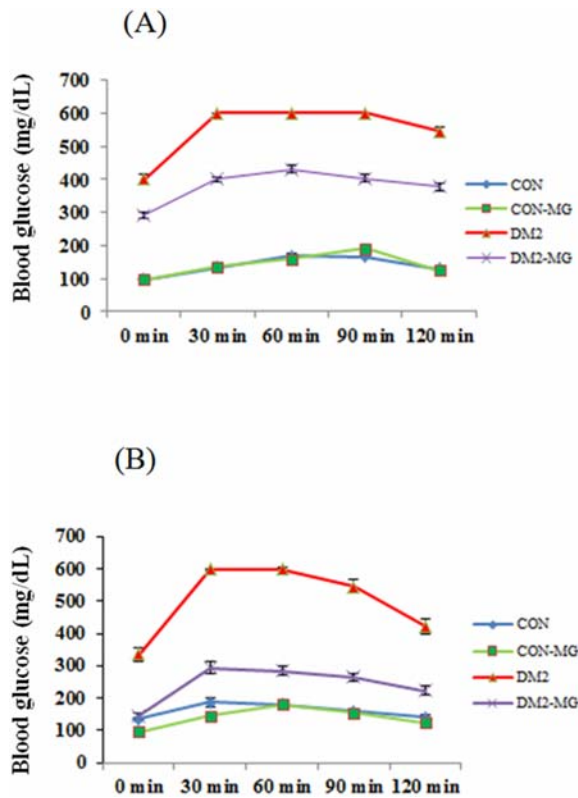 (A)
Blood glucose (mg/dL)
700
600
500
400
300
200
100
0
0 min 30 min 60 min 90 min 120 min
CON
CON-MG
DM2
DM2-MG
(B)
Blood glucose (mg/dL)
700
600
500
400
300
200
100
0
0 min 30 min 60 min 90 min 120 min
CON
CON-MG
DM2
DM2-MG